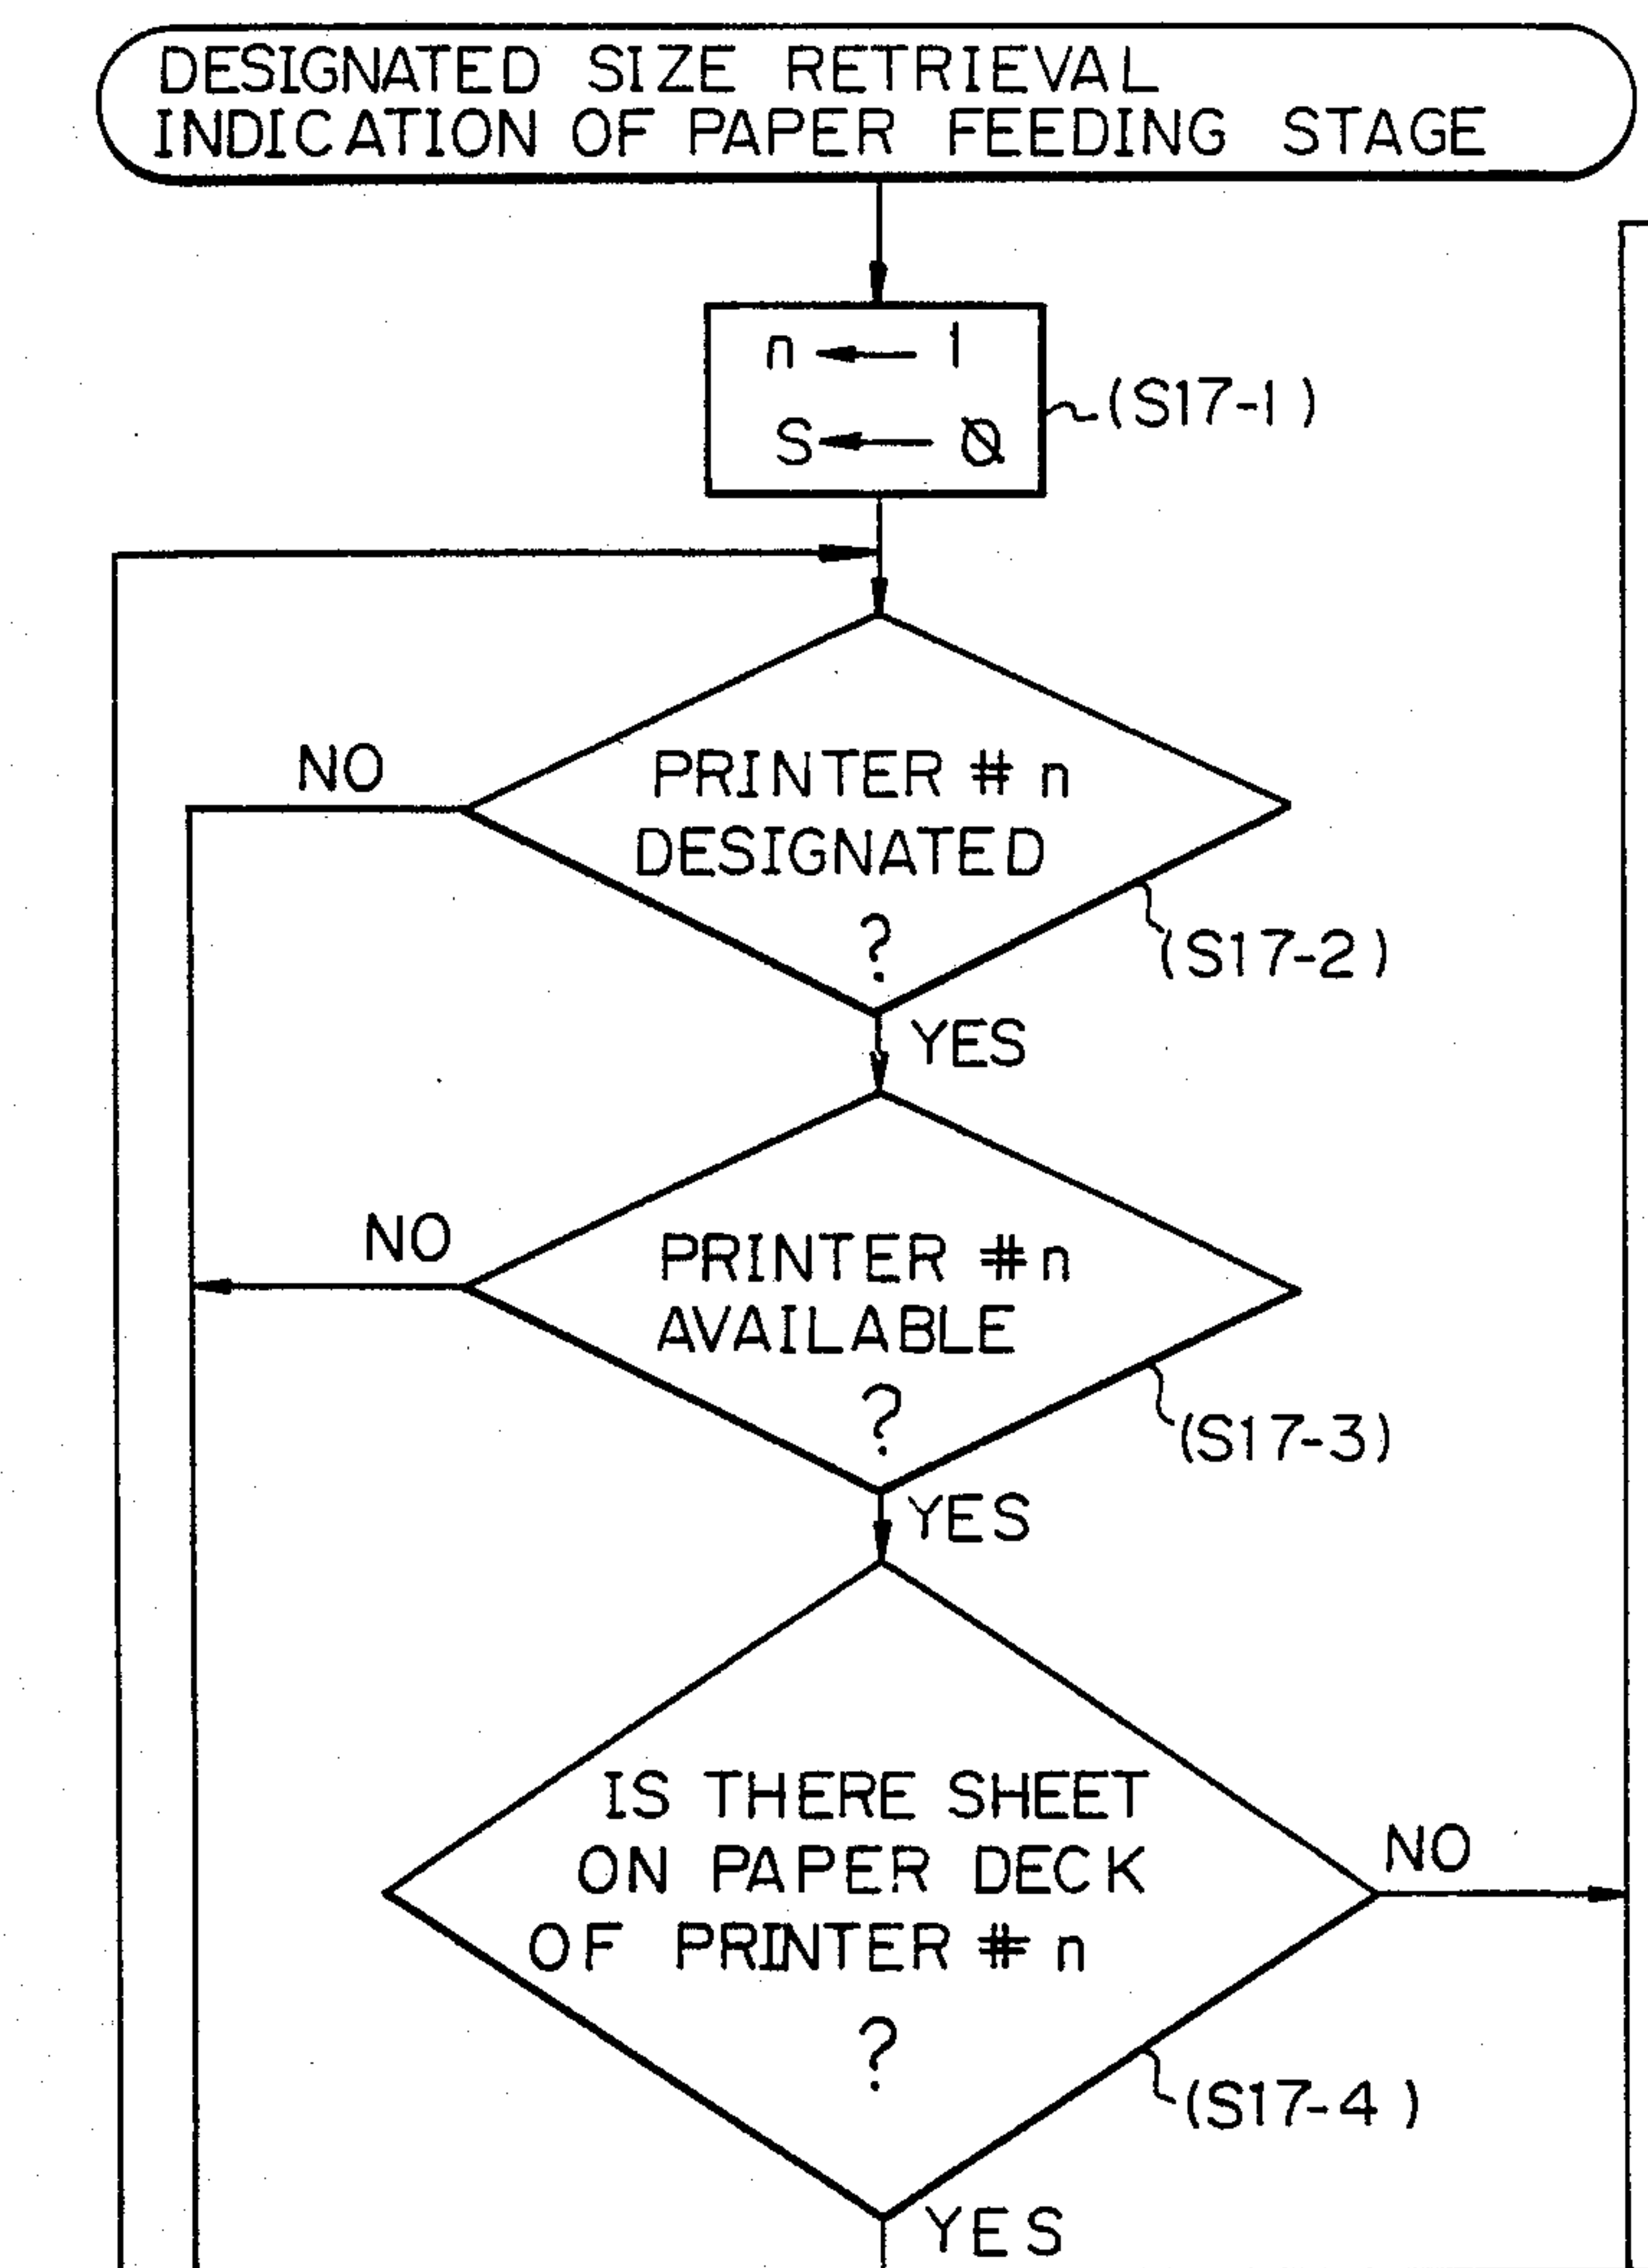 DESIGNATED SIZE RETRIEVAL
INDICATION OF PAPER FEEDING STAGE
n ← 1
S ← Ø
(S17-1)
NO
PRINTER # n
DESIGNATED
?
(S17-2)
YES
NO
PRINTER # n
AVAILABLE
?
(S17-3)
YES
IS THERE SHEET
ON PAPER DECK
OF PRINTER # n
?
NO
(S17-4)
YES